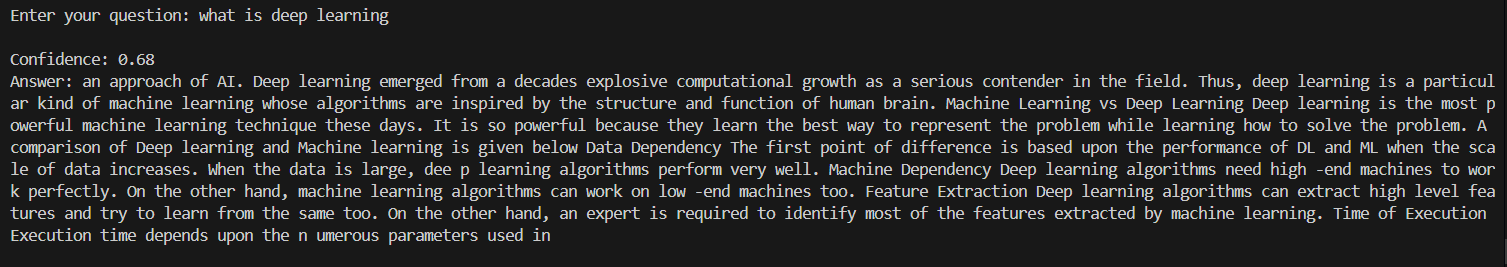 Enter your question: what is deep learning
Confidence: 0.68
Answer: an approach of AI. Deep learning emerged from a decades explosive computational growth as a serious contender in the field. Thus, deep learning is a particul
ar kind of machine learning whose algorithms are inspired by the structure and function of human brain. Machine Learning vs Deep Learning Deep learning is the most p
owerful machine learning technique these days. It is so powerful because they learn the best way to represent the problem while learning how to solve the problem. A
comparison of Deep learning and Machine learning is given below Data Dependency The first point of difference is based upon the performance of DL and ML when the sca
le of data increases. When the data is large, dee p learning algorithms perform very well. Machine Dependency Deep learning algorithms need high -end machines to wor
k perfectly. On the other hand, machine learning algorithms can work on low -end machines too. Feature Extraction Deep learning algorithms can extract high level fea
tures and try to learn from the same too. On the other hand, an expert is required to identify most of the features extracted by machine learning. Time of Execution
Execution time depends upon the n umerous parameters used in